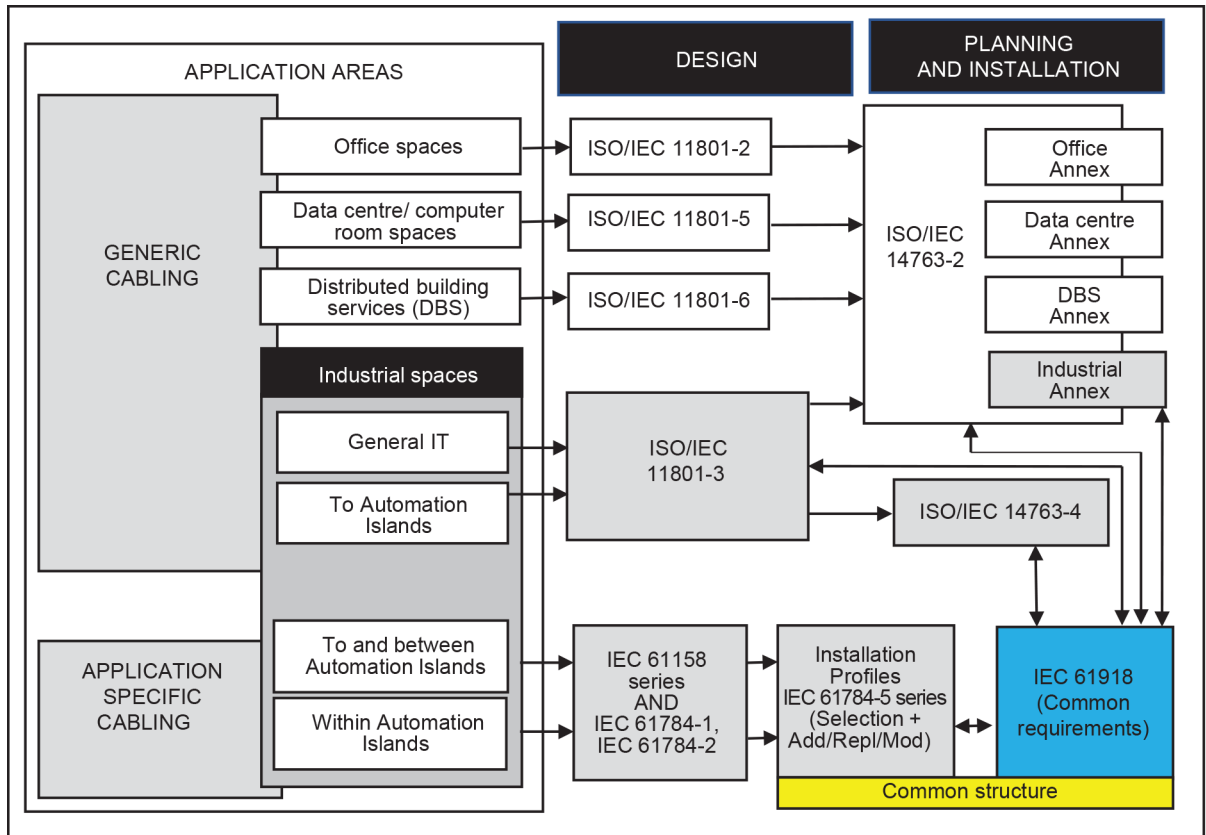 APPLICATION AREAS
DESIGN
PLANNING
AND INSTALLATION
GENERIC
CABLING
Office spaces
ISO/IEC 11801-2
Data centre/ computer
room spaces
ISO/IEC 11801-5
Distributed building
services (DBS)
ISO/IEC 11801-6
ISO/IEC
14763-2
Office
Annex
Data centre
Annex
DBS
Annex
Industrial
Annex
Industrial spaces
General IT
To Automation
Islands
ISO/IEC
11801-3
ISO/IEC 14763-4
APPLICATION
SPECIFIC
CABLING
To and between
Automation Islands
Within Automation
Islands
IEC 61158
series
AND
IEC 61784-1,
IEC 61784-2
Installation
Profiles
IEC 61784-5 series
(Selection +
Add/Repl/Mod)
IEC 61918
(Common
requirements)
Common structure